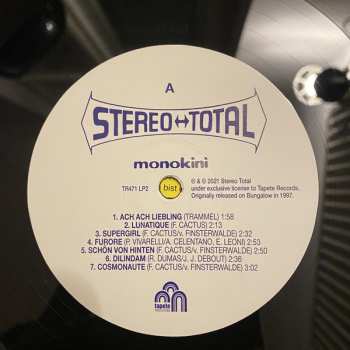 A
STEREO↔TOTAL
monokini
℗ & © 2021 Stereo Total
TR471 LP2
bist
under exclusive license to Tapete Records.
Originally released on Bungalow in 1997.
1. ACH ACH LIEBLING (TRAMMEL) 1:58
2. LUNATIQUE (F. CACTUS) 2:13
3. SUPERGIRL (F. CACTUS/v. FINSTERWALDE) 2:32
4. FURORE (P. VIVARELLI/A. CELENTANO, E. LEONI) 2:53
5. SCHÖN VON HINTEN (F. CACTUS/v. FINSTERWALDE) 2:50
6. DILINDAM (R. DUMAS/J. J. DEBOUT) 2:36
7. COSMONAUTE (F. CACTUS/v. FINSTERWALDE) 3:02
tapete